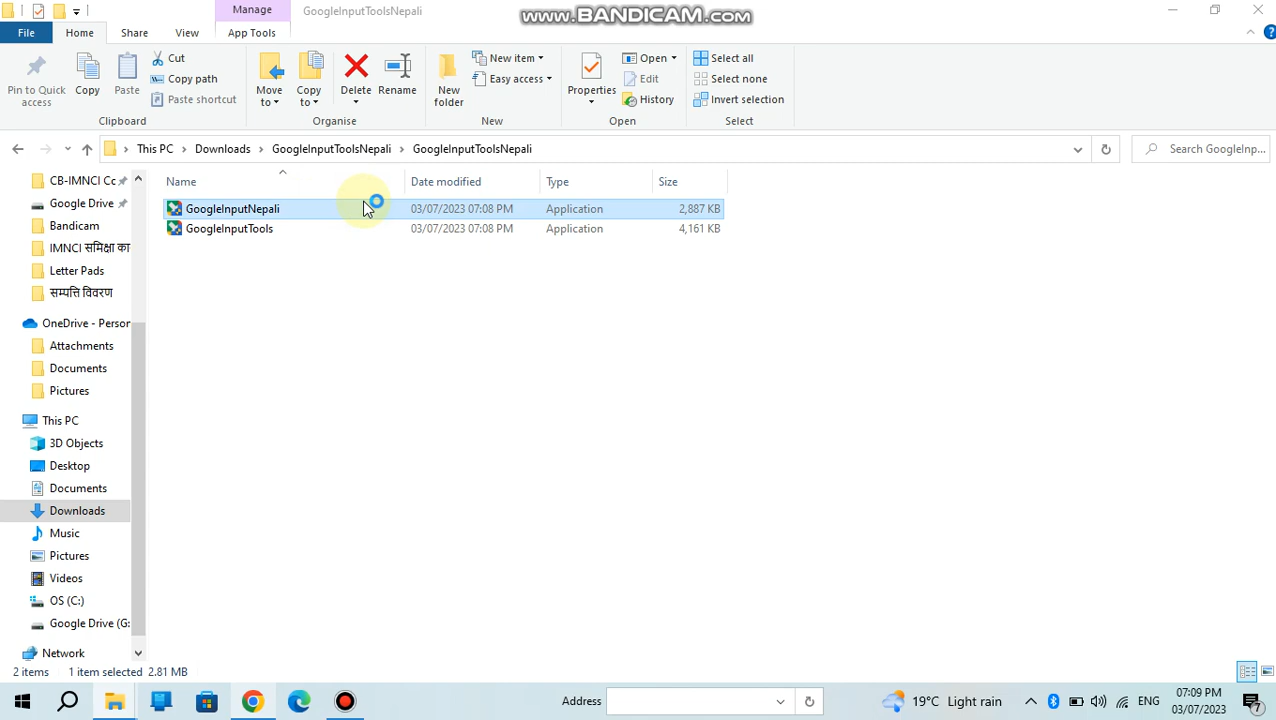 Manage
GoogleInputToolsNepali
www.BANDICAM.com
File
Home
Share
View
App Tools
Pin to Quick access
Copy
Paste
Cut
Copy path
Paste shortcut
Clipboard
Move to
Copy to
Delete
Rename
Organise
New folder
New item
Easy access
New
Properties
Open
Edit
History
Open
Select all
Select none
Invert selection
Select
This PC
Downloads
GoogleInputToolsNepali
GoogleInputToolsNepali
Search GoogleInp...
Name
Date modified
Type
Size
GoogleInputNepali 03/07/2023 07:08 PM Application 2,887 KB
GoogleInputTools 03/07/2023 07:08 PM Application 4,161 KB
CB-IMNCI Cc
Google Drive
Bandicam
IMNCI समिक्षा का
Letter Pads
सम्पत्ति विवरण
OneDrive - Person
Attachments
Documents
Pictures
This PC
3D Objects
Desktop
Documents
Downloads
Music
Pictures
Videos
OS (C:)
Google Drive (G:
Network
2 items 1 item selected 2.81 MB
Address
19°C Light rain
ENG
07:09 PM
03/07/2023
7